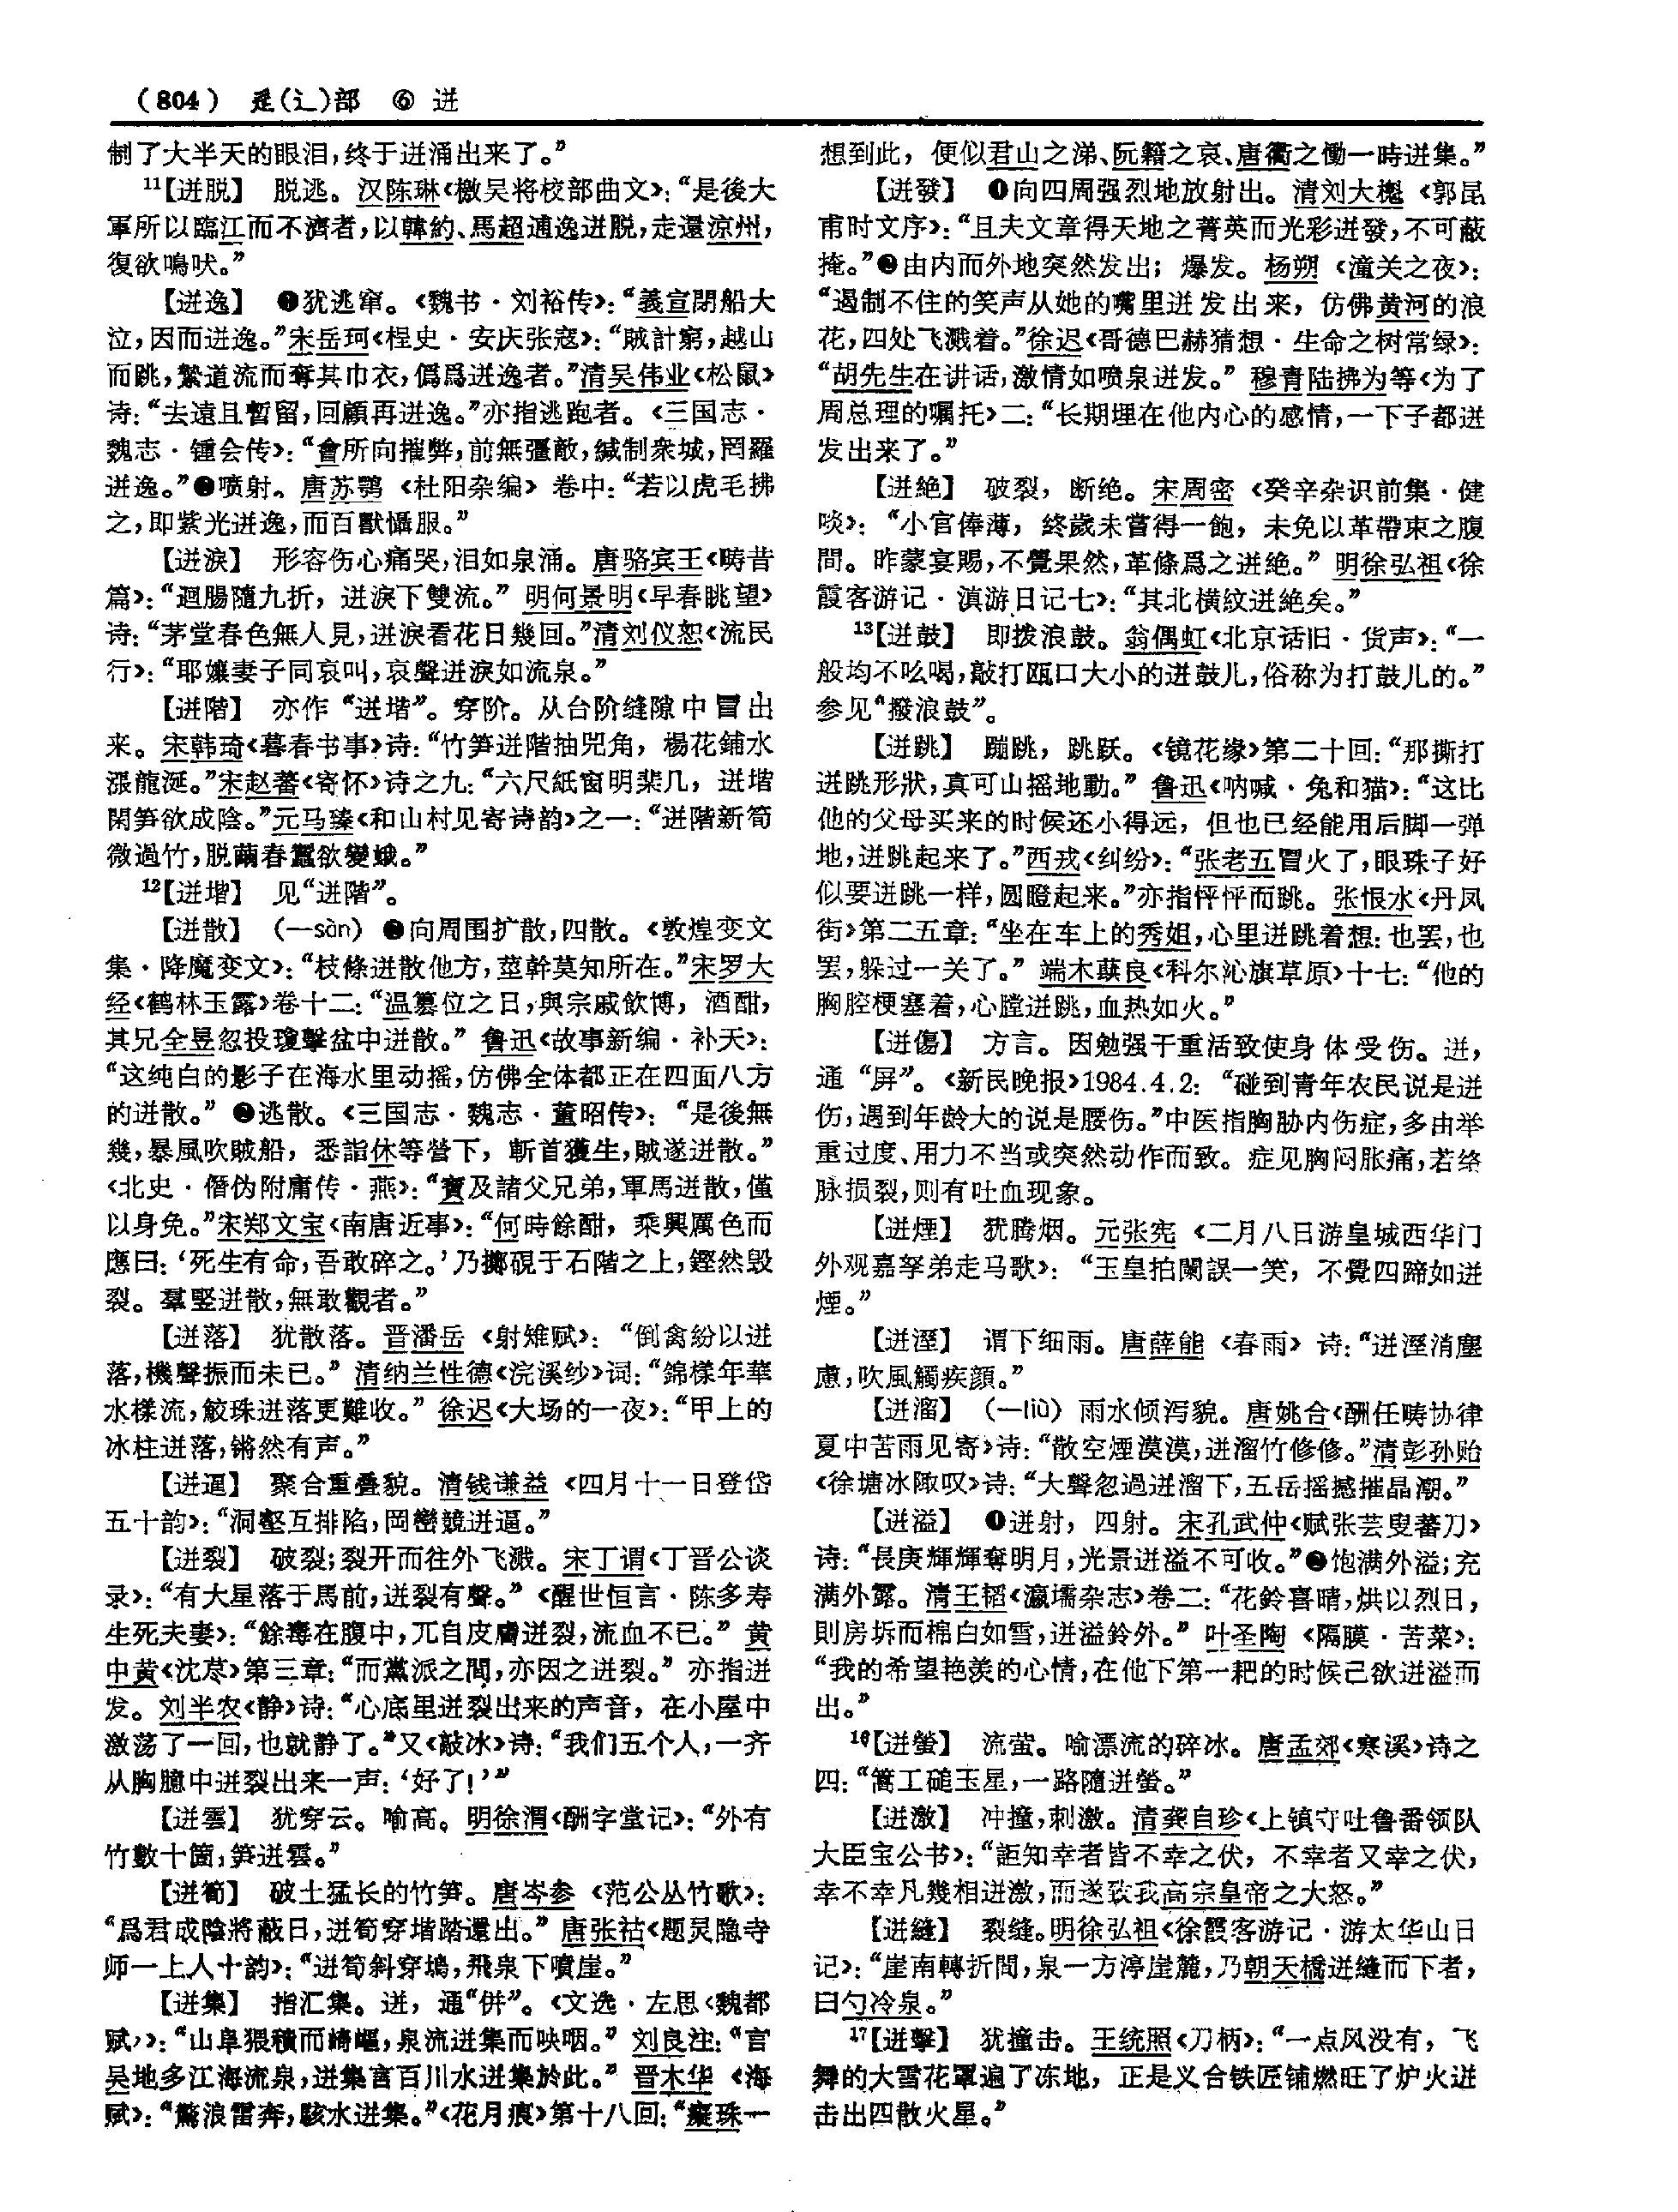 （804） 辵(辶)部 ⑥ 迸
制了大半天的眼泪，终于迸涌出来了。”
11【迸脱】 脱逃。汉陈琳《檄吴将校部曲文》：“是後大
軍所以臨江而不濟者，以韓約、馬超逋逸迸脱，走還涼州，
復欲鳴吠。”
【迸逸】 ❶犹逃窜。《魏书·刘裕传》：“義宣閉船大
泣，因而迸逸。”宋岳珂《桯史·安庆张寇》：“賊計窮，越山
而跳，縶道流而奪其巾衣，僞爲迸逸者。”清吴伟业《松鼠》
诗：“去遠且暫留，回顧再迸逸。”亦指逃跑者。《三国志·
魏志·锺会传》：“會所向摧弊，前無彊敵，緘制衆城，罔羅
迸逸。”❷喷射。唐苏鹗《杜阳杂编》卷中：“若以虎毛拂
之，即紫光迸逸，而百獸慴服。”
【迸淚】 形容伤心痛哭，泪如泉涌。唐骆宾王《畴昔
篇》：“迴腸隨九折，迸淚下雙流。”明何景明《早春眺望》
诗：“茅堂春色無人見，迸淚看花日幾回。”清刘仪恕《流民
行》：“耶孃妻子同哀叫，哀聲迸淚如流泉。”
【迸階】 亦作“迸堦”。穿阶。从台阶缝隙中冒出
来。宋韩琦《暮春书事》诗：“竹笋迸階抽兕角，楊花鋪水
漲龍涎。”宋赵蕃《寄怀》诗之九：“六尺紙窗明棐几，迸堦
閑笋欲成陰。”元马臻《和山村见寄诗韵》之一：“迸階新筍
微過竹，脱繭春蠶欲變蛾。”
12【迸堦】 见“迸階”。
【迸散】 （—sàn）❶向周围扩散，四散。《敦煌变文
集·降魔变文》：“枝條迸散他方，莖幹莫知所在。”宋罗大
经《鹤林玉露》卷十二：“温篡位之日，與宗戚飲博，酒酣，
其兄全昱忽投瓊擊盆中迸散。”鲁迅《故事新编·补天》：
“这纯白的影子在海水里动摇，仿佛全体都正在四面八方
的迸散。”❷逃散。《三国志·魏志·董昭传》：“是後無
幾，暴風吹賊船，悉詣休等營下，斬首獲生，賊遂迸散。”
《北史·僭伪附庸传·燕》：“寶及諸父兄弟，軍馬迸散，僅
以身免。”宋郑文宝《南唐近事》：“何時餘酣，乘興厲色而
應曰：‘死生有命，吾敢碎之。’乃擲硯于石階之上，鏗然毁
裂。羣豎迸散，無敢觀者。”
【迸落】 犹散落。晋潘岳《射雉赋》：“倒禽紛以迸
落，機聲振而未已。”清纳兰性德《浣溪纱》词：“錦樣年華
水樣流，鮫珠迸落更難收。”徐迟《大场的一夜》：“甲上的
冰柱迸落，锵然有声。”
【迸逼】 聚合重叠貌。清钱谦益《四月十一日登岱
五十韵》：“洞壑互排陷，岡巒競迸逼。”
【迸裂】 破裂；裂开而往外飞溅。宋丁谓《丁晋公谈
录》：“有大星落于馬前，迸裂有聲。”《醒世恒言·陈多寿
生死夫妻》：“餘毒在腹中，兀自皮膚迸裂，流血不已。”黄
中黄《沈荩》第三章：“而黨派之間，亦因之迸裂。”亦指迸
发。刘半农《静》诗：“心底里迸裂出来的声音，在小屋中
激荡了一回，也就静了。”又《敲冰》诗：“我们五个人，一齐
从胸臆中迸裂出来一声：‘好了！’”
【迸雲】 犹穿云。喻高。明徐渭《酬字堂记》：“外有
竹數十箇，笋迸雲。”
【迸筍】 破土猛长的竹笋。唐岑参《范公丛竹歌》：
“爲君成陰將蔽日，迸筍穿堦踏還出。”唐张祜《题灵隐寺
师一上人十韵》：“迸筍斜穿塢，飛泉下噴崖。”
【迸集】 指汇集。迸，通“併”。《文选·左思〈魏都
赋〉》：“山阜猥積而崎嶇，泉流迸集而咉咽。”刘良注：“言
吴地多江海流泉，迸集言百川水迸集於此。”晋木华《海
赋》：“驚浪雷奔，駭水迸集。”《花月痕》第十八回：“癡珠一
想到此，便似君山之涕、阮籍之哀、唐衢之慟一時迸集。”
【迸發】 ❶向四周强烈地放射出。清刘大櫆《郭昆
甫时文序》：“且夫文章得天地之菁英而光彩迸發，不可蔽
掩。”❷由内而外地突然发出；爆发。杨朔《潼关之夜》：
“遏制不住的笑声从她的嘴里迸发出来，仿佛黄河的浪
花，四处飞溅着。”徐迟《哥德巴赫猜想·生命之树常绿》：
“胡先生在讲话，激情如喷泉迸发。”穆青陆拂为等《为了
周总理的嘱托》二：“长期埋在他内心的感情，一下子都迸
发出来了。”
【迸絶】 破裂，断绝。宋周密《癸辛杂识前集·健
啖》：“小官俸薄，終歲未嘗得一飽，未免以革帶束之腹
間。昨蒙宴賜，不覺果然，革條爲之迸絶。”明徐弘祖《徐
霞客游记·滇游日记七》：“其北横紋迸絶矣。”
13【迸鼓】 即拨浪鼓。翁偶虹《北京话旧·货声》：“一
般均不吆喝，敲打瓯口大小的迸鼓儿，俗称为打鼓儿的。”
参见“撥浪鼓”。
【迸跳】 蹦跳，跳跃。《镜花缘》第二十回：“那撕打
迸跳形狀，真可山摇地動。”鲁迅《呐喊·兔和猫》：“这比
他的父母买来的时候还小得远，但也已经能用后脚一弹
地，迸跳起来了。”西戎《纠纷》：“张老五冒火了，眼珠子好
似要迸跳一样，圆瞪起来。”亦指怦怦而跳。张恨水《丹凤
街》第二五章：“坐在车上的秀姐，心里迸跳着想：也罢，也
罢，躲过一关了。”端木蕻良《科尔沁旗草原》十七：“他的
胸腔梗塞着，心膛迸跳，血热如火。”
【迸傷】 方言。因勉强干重活致使身体受伤。迸，
通“屏”。《新民晚报》1984.4.2：“碰到青年农民说是迸
伤，遇到年龄大的说是腰伤。”中医指胸胁内伤症，多由举
重过度、用力不当或突然动作而致。症见胸闷胀痛，若络
脉损裂，则有吐血现象。
【迸煙】 犹腾烟。元张宪《二月八日游皇城西华门
外观嘉孥弟走马歌》：“玉皇拍闌誤一笑，不覺四蹄如迸
煙。”
【迸溼】 谓下细雨。唐薛能《春雨》诗：“迸溼消塵
慮，吹風觸疾顔。”
【迸溜】（—liù）雨水倾泻貌。唐姚合《酬任畴协律
夏中苦雨见寄》诗：“散空煙漠漠，迸溜竹修修。”清彭孙贻
《徐塘冰陬叹》诗：“大聲忽過迸溜下，五岳摇撼摧晶潮。”
【迸溢】 ❶迸射，四射。宋孔武仲《赋张芸叟蕃刀》
诗：“長庚輝輝奪明月，光景迸溢不可收。”❷饱满外溢；充
满外露。清王韬《瀛壖杂志》卷二：“花鈴喜晴，烘以烈日，
則房坼而棉白如雪，迸溢鈴外。”叶圣陶《隔膜·苦菜》：
“我的希望艳羡的心情，在他下第一耙的时候己欲迸溢而
出。”
16【迸螢】 流萤。喻漂流的碎冰。唐孟郊《寒溪》诗之
四：“篙工磓玉星，一路隨迸螢。”
【迸激】 冲撞，刺激。清龚自珍《上镇守吐鲁番领队
大臣宝公书》：“詎知幸者皆不幸之伏，不幸者又幸之伏，
幸不幸凡幾相迸激，而遂致我高宗皇帝之大怒。”
【迸縫】 裂缝。明徐弘祖《徐霞客游记·游太华山日
记》：“崖南轉折間，泉一方渟崖麓，乃朝天橋迸縫而下者，
曰勺冷泉。”
17【迸擊】 犹撞击。王统照《刀柄》：“一点风没有，飞
舞的大雪花罩遍了冻地，正是义合铁匠铺燃旺了炉火迸
击出四散火星。”